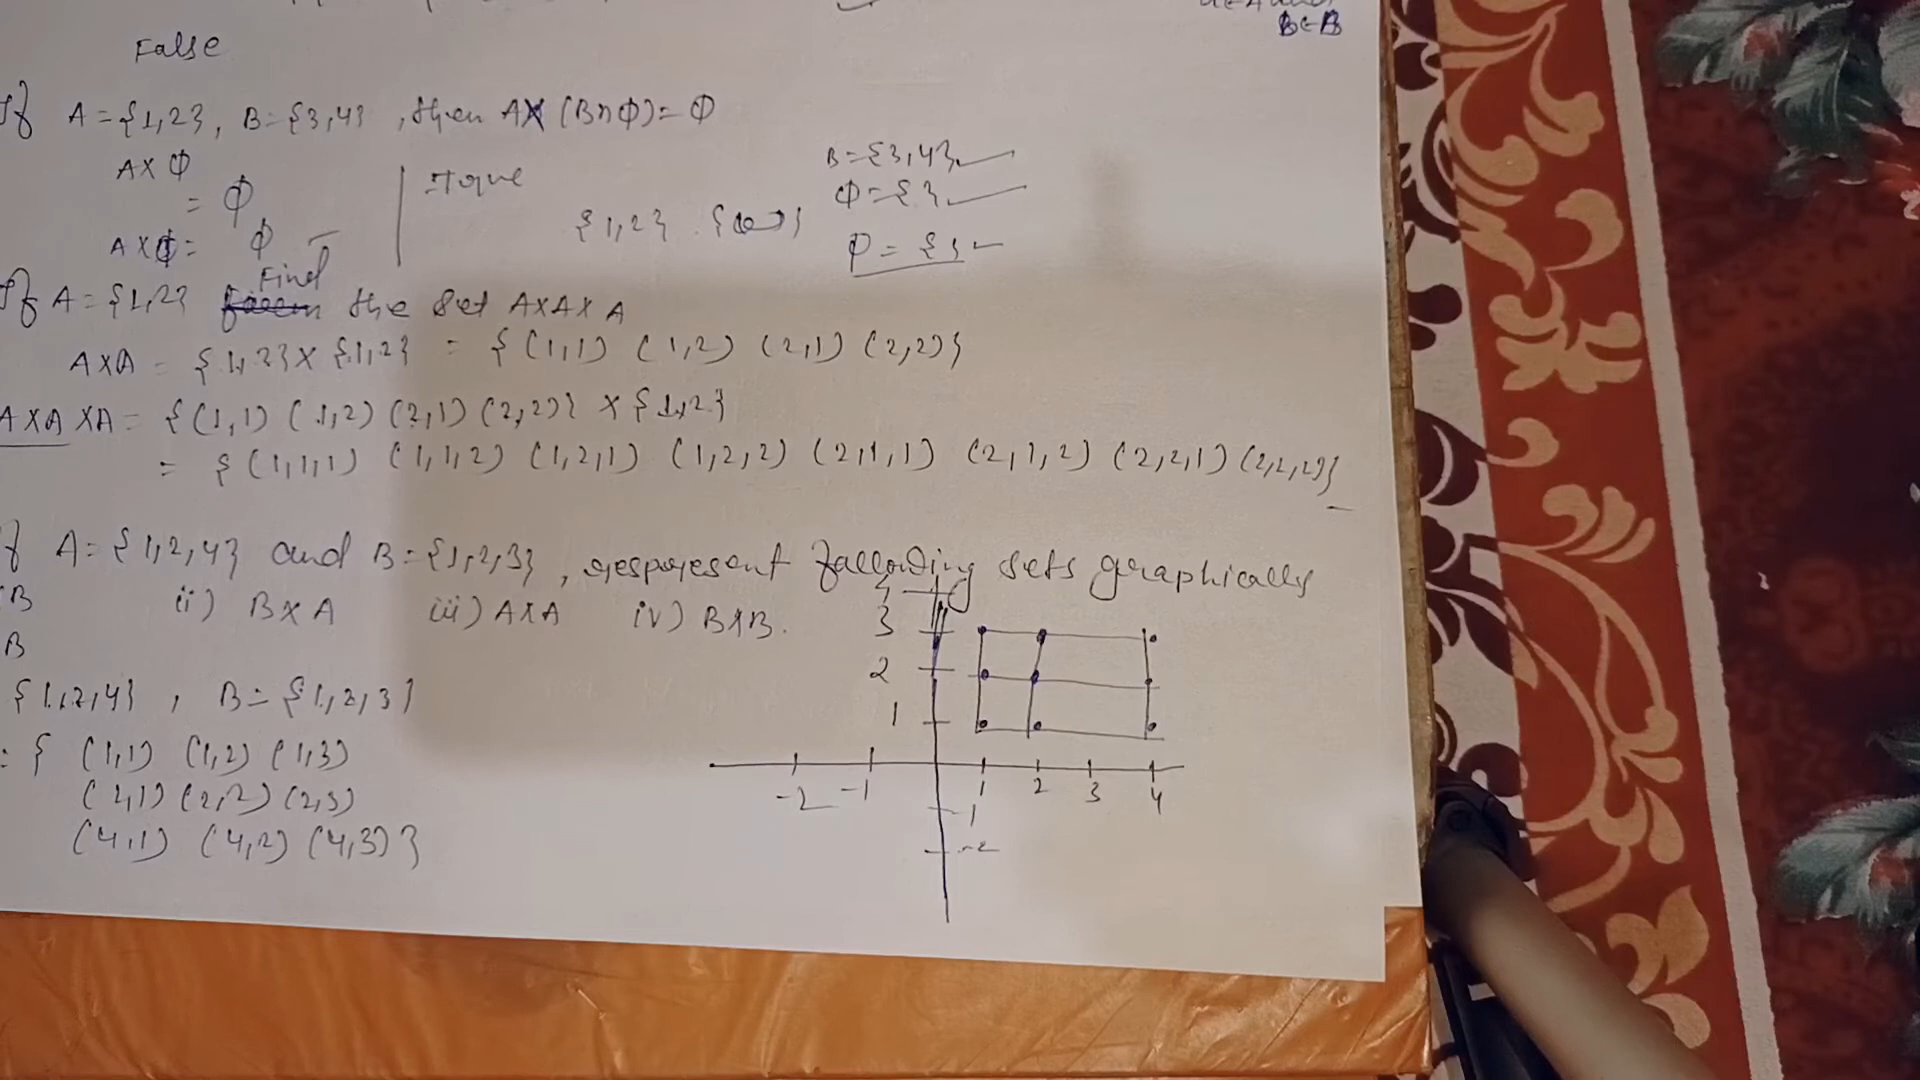 B∈B
False
If A={1,2}, B={3,4}, then A×(B∩Φ)=Φ
A×Φ
= Φ
A×Φ= Φ
True
{1,2}
B={3,4}
Φ={ }
Φ={ }
If A={1,2} Find the set A×A×A
A×A = {1,2}×{1,2} = {(1,1) (1,2) (2,1) (2,2)}
A×A×A = {(1,1) (1,2) (2,1) (2,2)} × {1,2}
= {(1,1,1) (1,1,2) (1,2,1) (1,2,2) (2,1,1) (2,1,2) (2,2,1) (2,2,2)}
If A={1,2,4} and B={1,2,3}, represent following sets graphically
B ii) B×A iii) A×A iv) B×B.
B
{1,2,4}, B={1,2,3}
= { (1,1) (1,2) (1,3)
(2,1) (2,2) (2,3)
(4,1) (4,2) (4,3) }
4
3
2
1
-2 -1 1 2 3 4
-1
-2